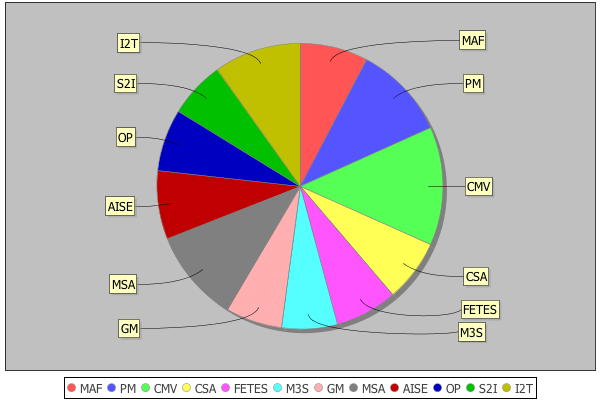 I2T
MAF
S2I
PM
OP
CMV
AISE
CSA
MSA
FETES
GM
M3S
MAF PM CMV CSA FETES M3S GM MSA AISE OP S2I I2T